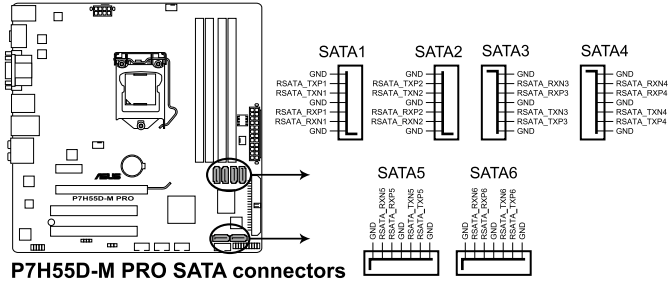 SATA1
GND
RSATA_TXP1
RSATA_TXN1
GND
RSATA_RXP1
RSATA_RXN1
GND
SATA2
GND
RSATA_TXP2
RSATA_TXN2
GND
RSATA_RXP2
RSATA_RXN2
GND
SATA3
GND
RSATA_RXN3
RSATA_RXP3
GND
RSATA_TXN3
RSATA_TXP3
GND
SATA4
GND
RSATA_RXN4
RSATA_RXP4
GND
RSATA_TXN4
RSATA_TXP4
GND
SATA5
GND
RSATA_RXN5
RSATA_RXP5
GND
RSATA_TXN5
RSATA_TXP5
GND
SATA6
GND
RSATA_RXN6
RSATA_RXP6
GND
RSATA_TXN6
RSATA_TXP6
GND
ASUS
P7H55D-M PRO
P7H55D-M PRO SATA connectors